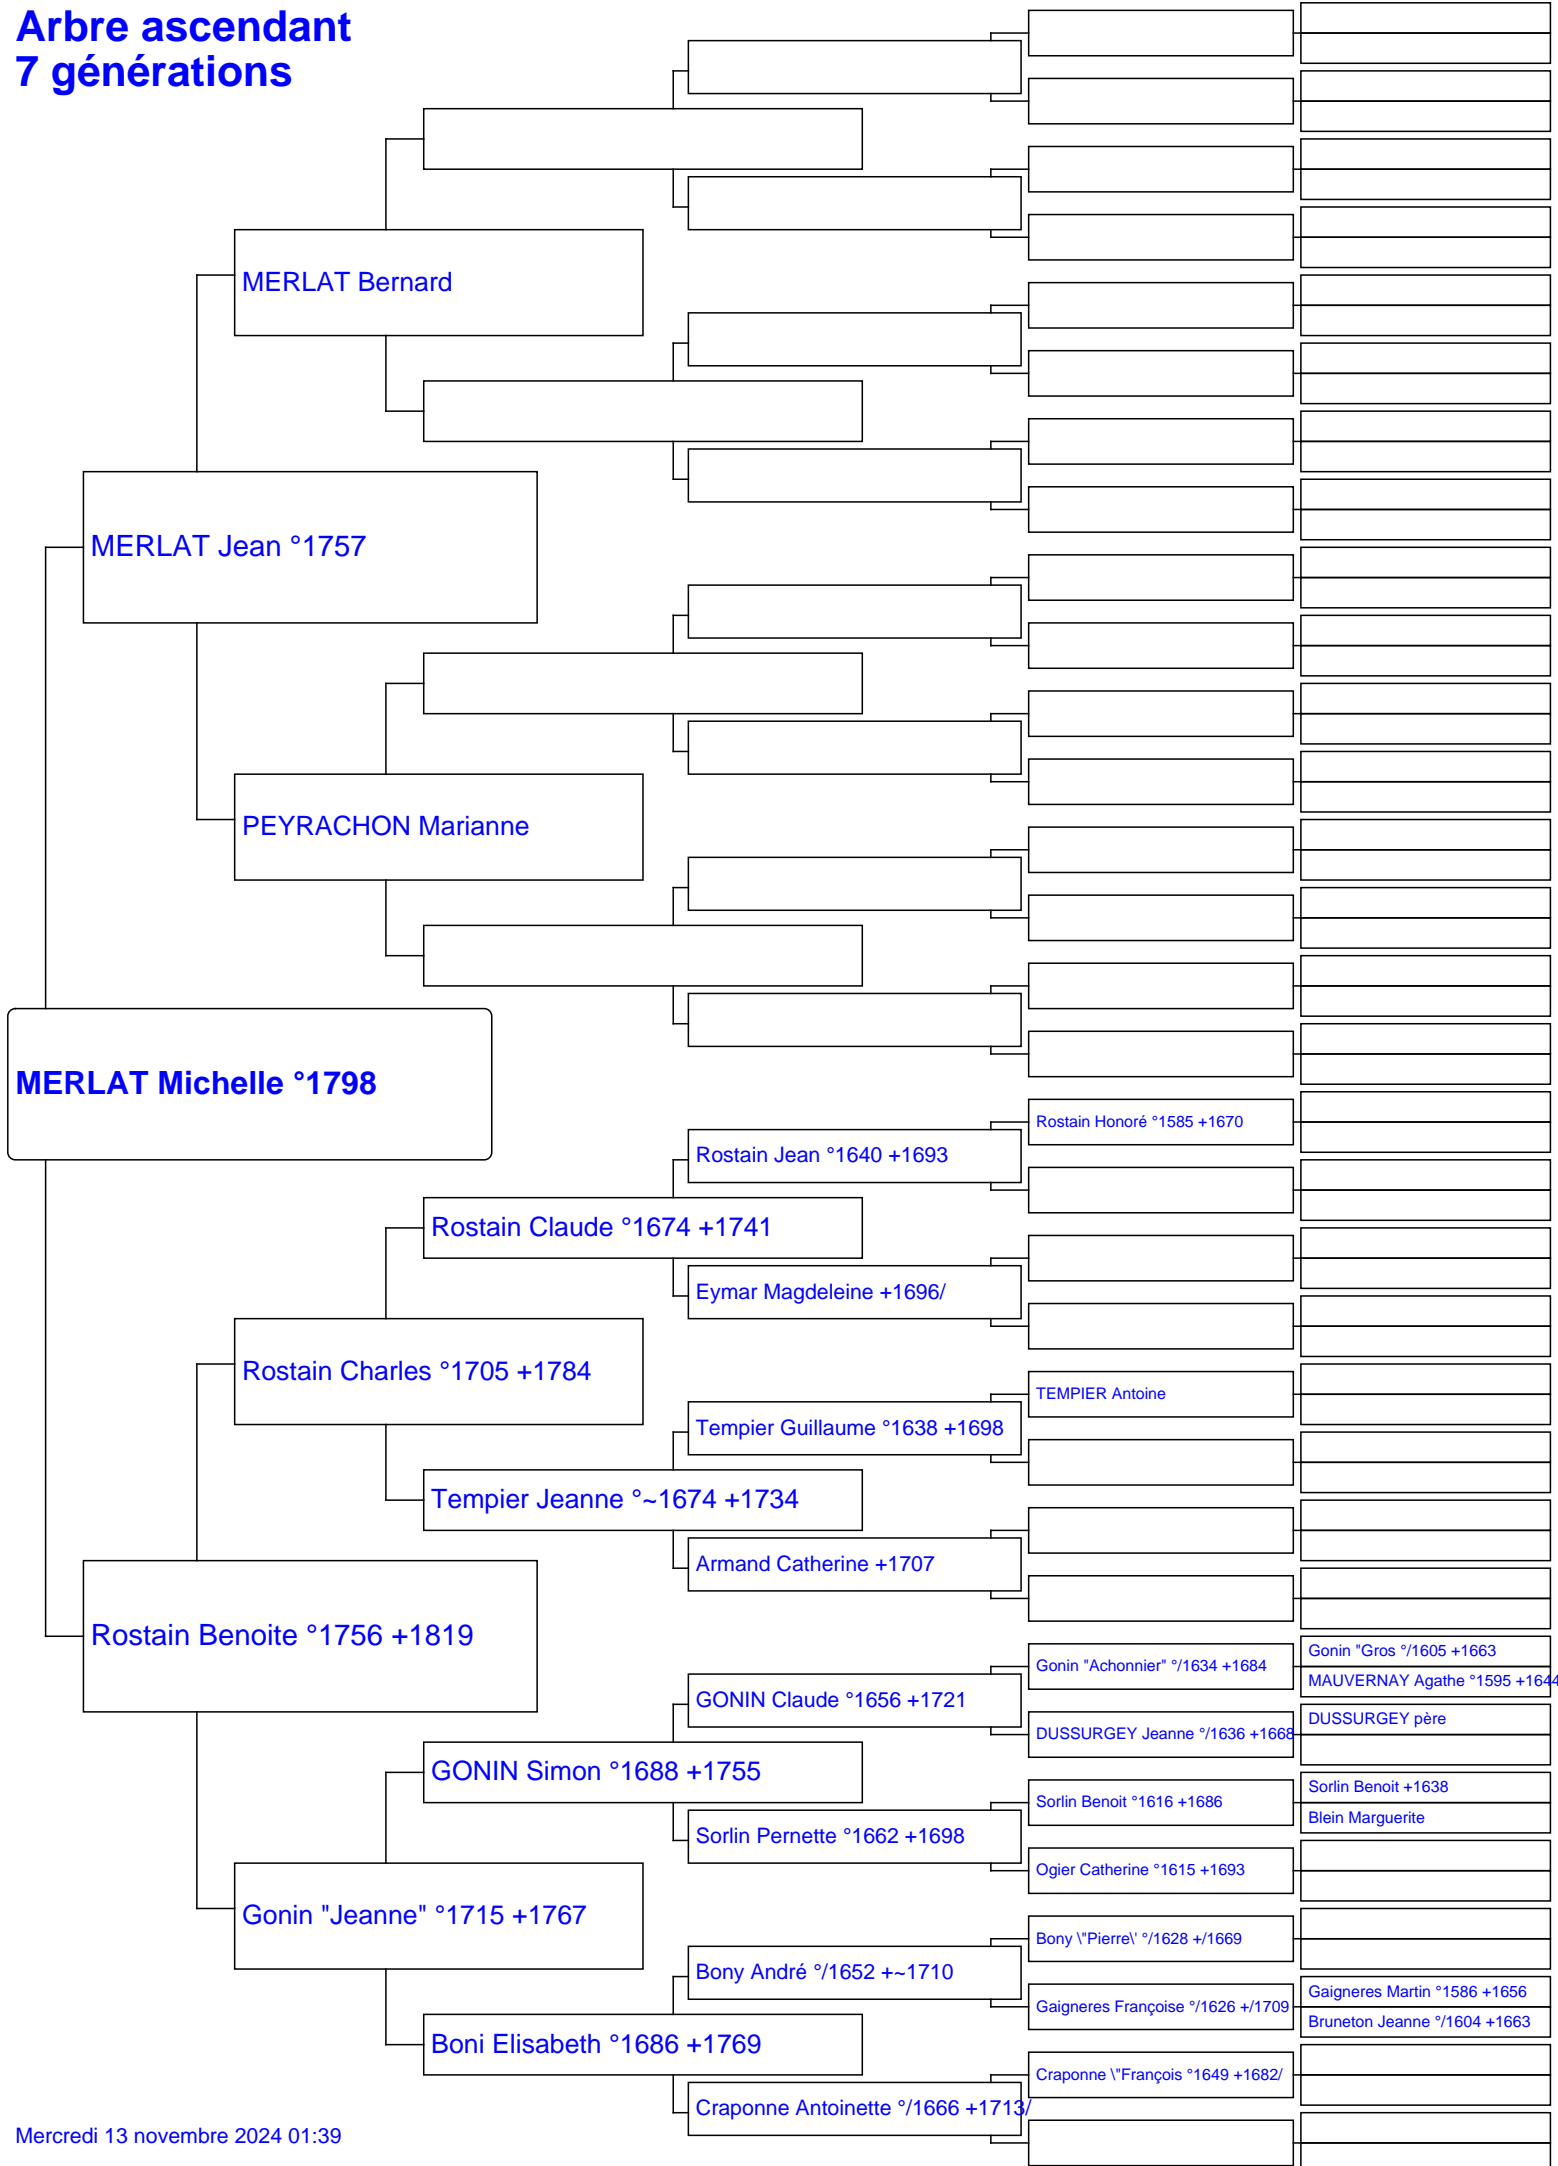 Arbre ascendant
7 générations
MERLAT Bernard
MERLAT Jean °1757
PEYRACHON Marianne
MERLAT Michelle °1798
Rostain Honoré °1585 +1670
Rostain Jean °1640 +1693
Rostain Claude °1674 +1741
Eymar Magdeleine +1696/
Rostain Charles °1705 +1784
TEMPIER Antoine
Tempier Guillaume °1638 +1698
Tempier Jeanne °~1674 +1734
Armand Catherine +1707
Rostain Benoite °1756 +1819
Gonin "Gros °/1605 +1663
Gonin "Achonnier" °/1634 +1684
MAUVERNAY Agathe °1595 +1644
GONIN Claude °1656 +1721
DUSSURGEY père
DUSSURGEY Jeanne °/1636 +1668
GONIN Simon °1688 +1755
Sorlin Benoit +1638
Sorlin Benoit °1616 +1686
Blein Marguerite
Sorlin Pernette °1662 +1698
Ogier Catherine °1615 +1693
Gonin "Jeanne" °1715 +1767
Bony \"Pierre\' °/1628 +/1669
Bony André °/1652 +~1710
Gaigneres Martin °1586 +1656
Gaigneres Françoise °/1626 +/1709
Bruneton Jeanne °/1604 +1663
Boni Elisabeth °1686 +1769
Craponne \"François °1649 +1682/
Craponne Antoinette °/1666 +1713/
Mercredi 13 novembre 2024 01:39